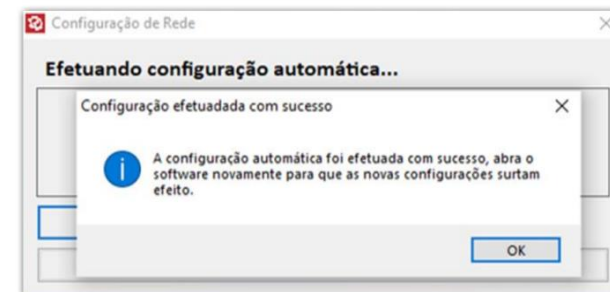 Configuração de Rede
Efetuando configuração automática...
Configuração efetuadada com sucesso
A configuração automática foi efetuada com sucesso, abra o
software novamente para que as novas configurações surtam
efeito.
OK